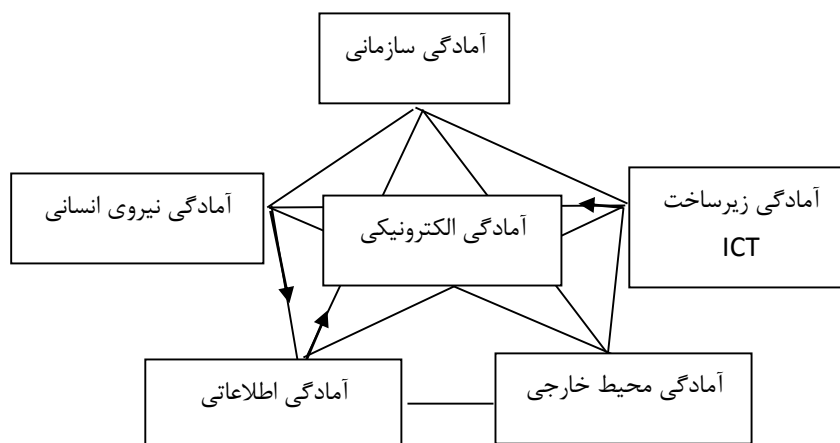 آمادگی سازمانی
آمادگی زیرساخت
ICT
آمادگی نیروی انسانی
آمادگی الکترونیکی
آمادگی محیط خارجی
آمادگی اطلاعاتی